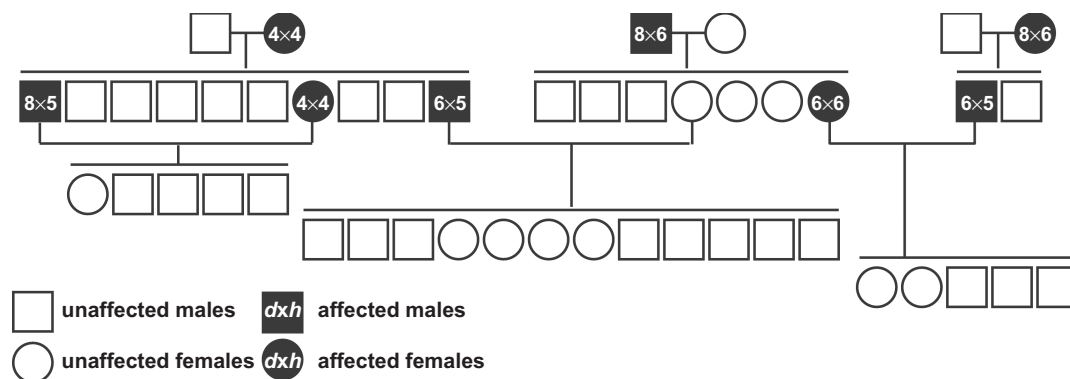 4×4 8×6 8×6
8×5 4×4 6×5 6×6 6×5
unaffected males dxh affected males
unaffected females dxh affected females